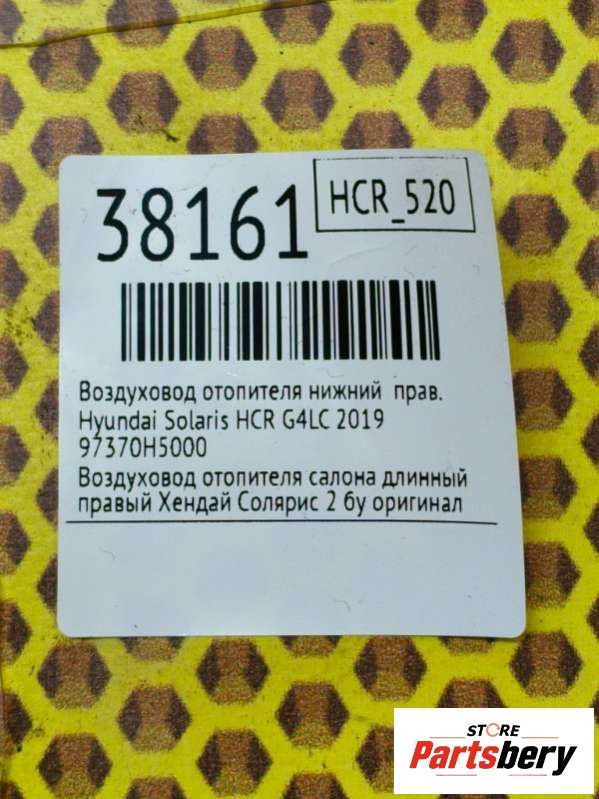 38161
HCR_520
Воздуховод отопителя нижний прав.
Hyundai Solaris HCR G4LC 2019
97370H5000
Воздуховод отопителя салона длинный
правый Хендай Солярис 2 бу оригинал
STORE
Partsbery